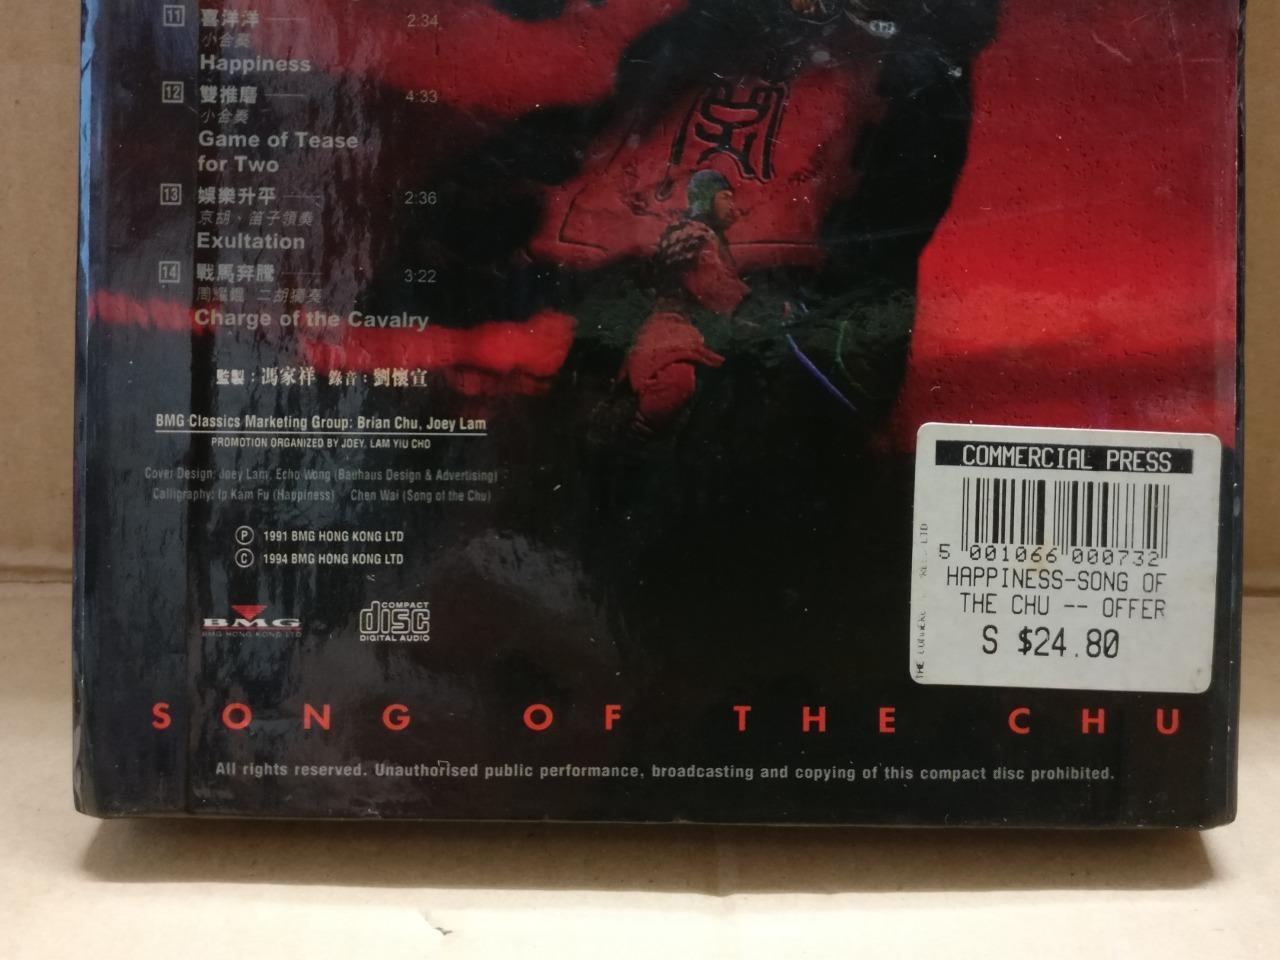 11 喜洋洋 2:34
小合奏
Happiness
12 雙推磨 4:33
小合奏
Game of Tease
for Two
13 娛樂升平 2:36
京胡、笛子領奏
Exultation
14 戰馬奔騰 3:22
周耀錕 二胡獨奏
Charge of the Cavalry
監製：馮家祥 錄音：劉懷宣
BMG Classics Marketing Group: Brian Chu, Joey Lam
PROMOTION ORGANIZED BY JOEY, LAM YIU CHO
Cover Design: Joey Lam, Echo Wong (Bauhaus Design & Advertising)
Calligraphy: Ip Kam Fu (Happiness) Chen Wai (Song of the Chu)
Ⓟ 1991 BMG HONG KONG LTD
© 1994 BMG HONG KONG LTD
BMG
BMG HONG KONG LTD
COMPACT
disc
DIGITAL AUDIO
COMMERCIAL PRESS
5 001066 000732
HAPPINESS-SONG OF
THE CHU -- OFFER
S $24.80
SONG OF THE CHU
All rights reserved. Unauthorised public performance, broadcasting and copying of this compact disc prohibited.